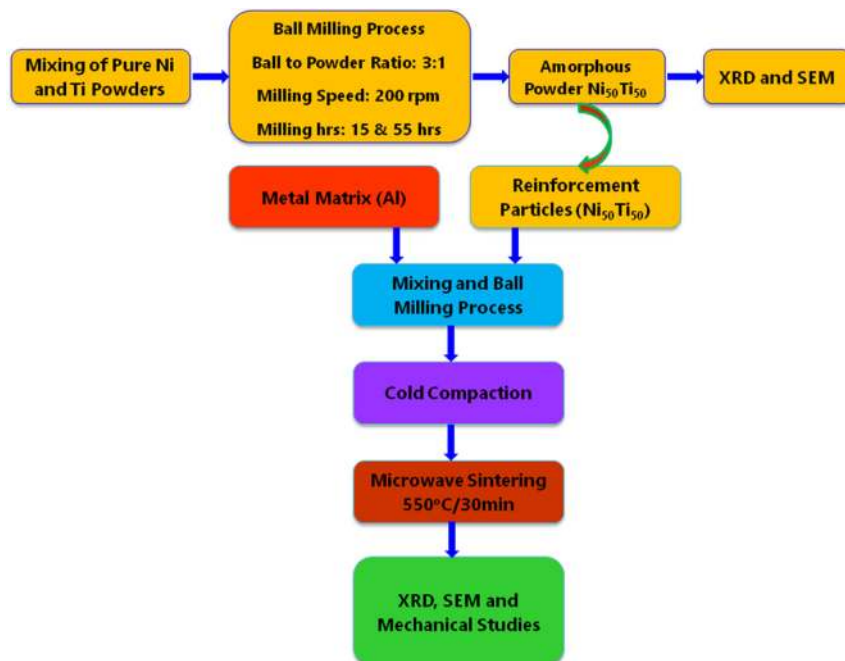 Mixing of Pure Ni
and Ti Powders
Ball Milling Process
Ball to Powder Ratio: 3:1
Milling Speed: 200 rpm
Milling hrs: 15 & 55 hrs
Amorphous
Powder Ni₅₀Ti₅₀
XRD and SEM
Metal Matrix (Al)
Reinforcement
Particles (Ni₅₀Ti₅₀)
Mixing and Ball
Milling Process
Cold Compaction
Microwave Sintering
550°C/30min
XRD, SEM and
Mechanical Studies